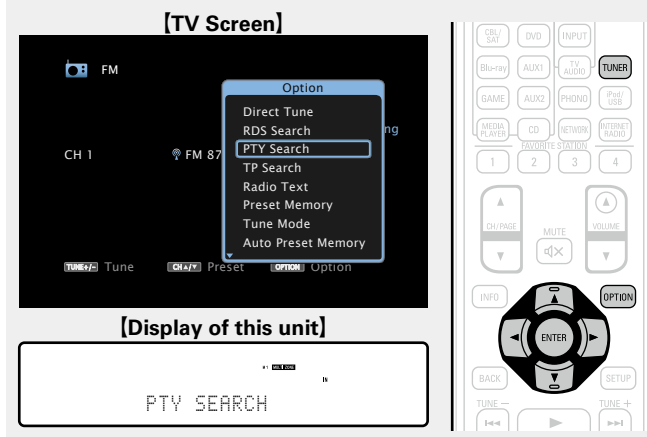 【TV Screen】
FM
Option
Direct Tune
RDS Search
ng
PTY Search
CH 1
FM 87
TP Search
Radio Text
Preset Memory
Tune Mode
Auto Preset Memory
TUNE+/- Tune
CH▲/▼ Preset
OPTION Option
【Display of this unit】
#1 MULTI ZONE
IN
PTY SEARCH
CBL/SAT
DVD
INPUT
Blu-ray
AUX1
TV AUDIO
TUNER
GAME
AUX2
PHONO
iPod/USB
MEDIA PLAYER
CD
NETWORK
INTERNET RADIO
FAVORITE STATION
1
2
3
4
CH/PAGE
MUTE
VOLUME
INFO
OPTION
ENTER
BACK
SETUP
TUNE −
TUNE +